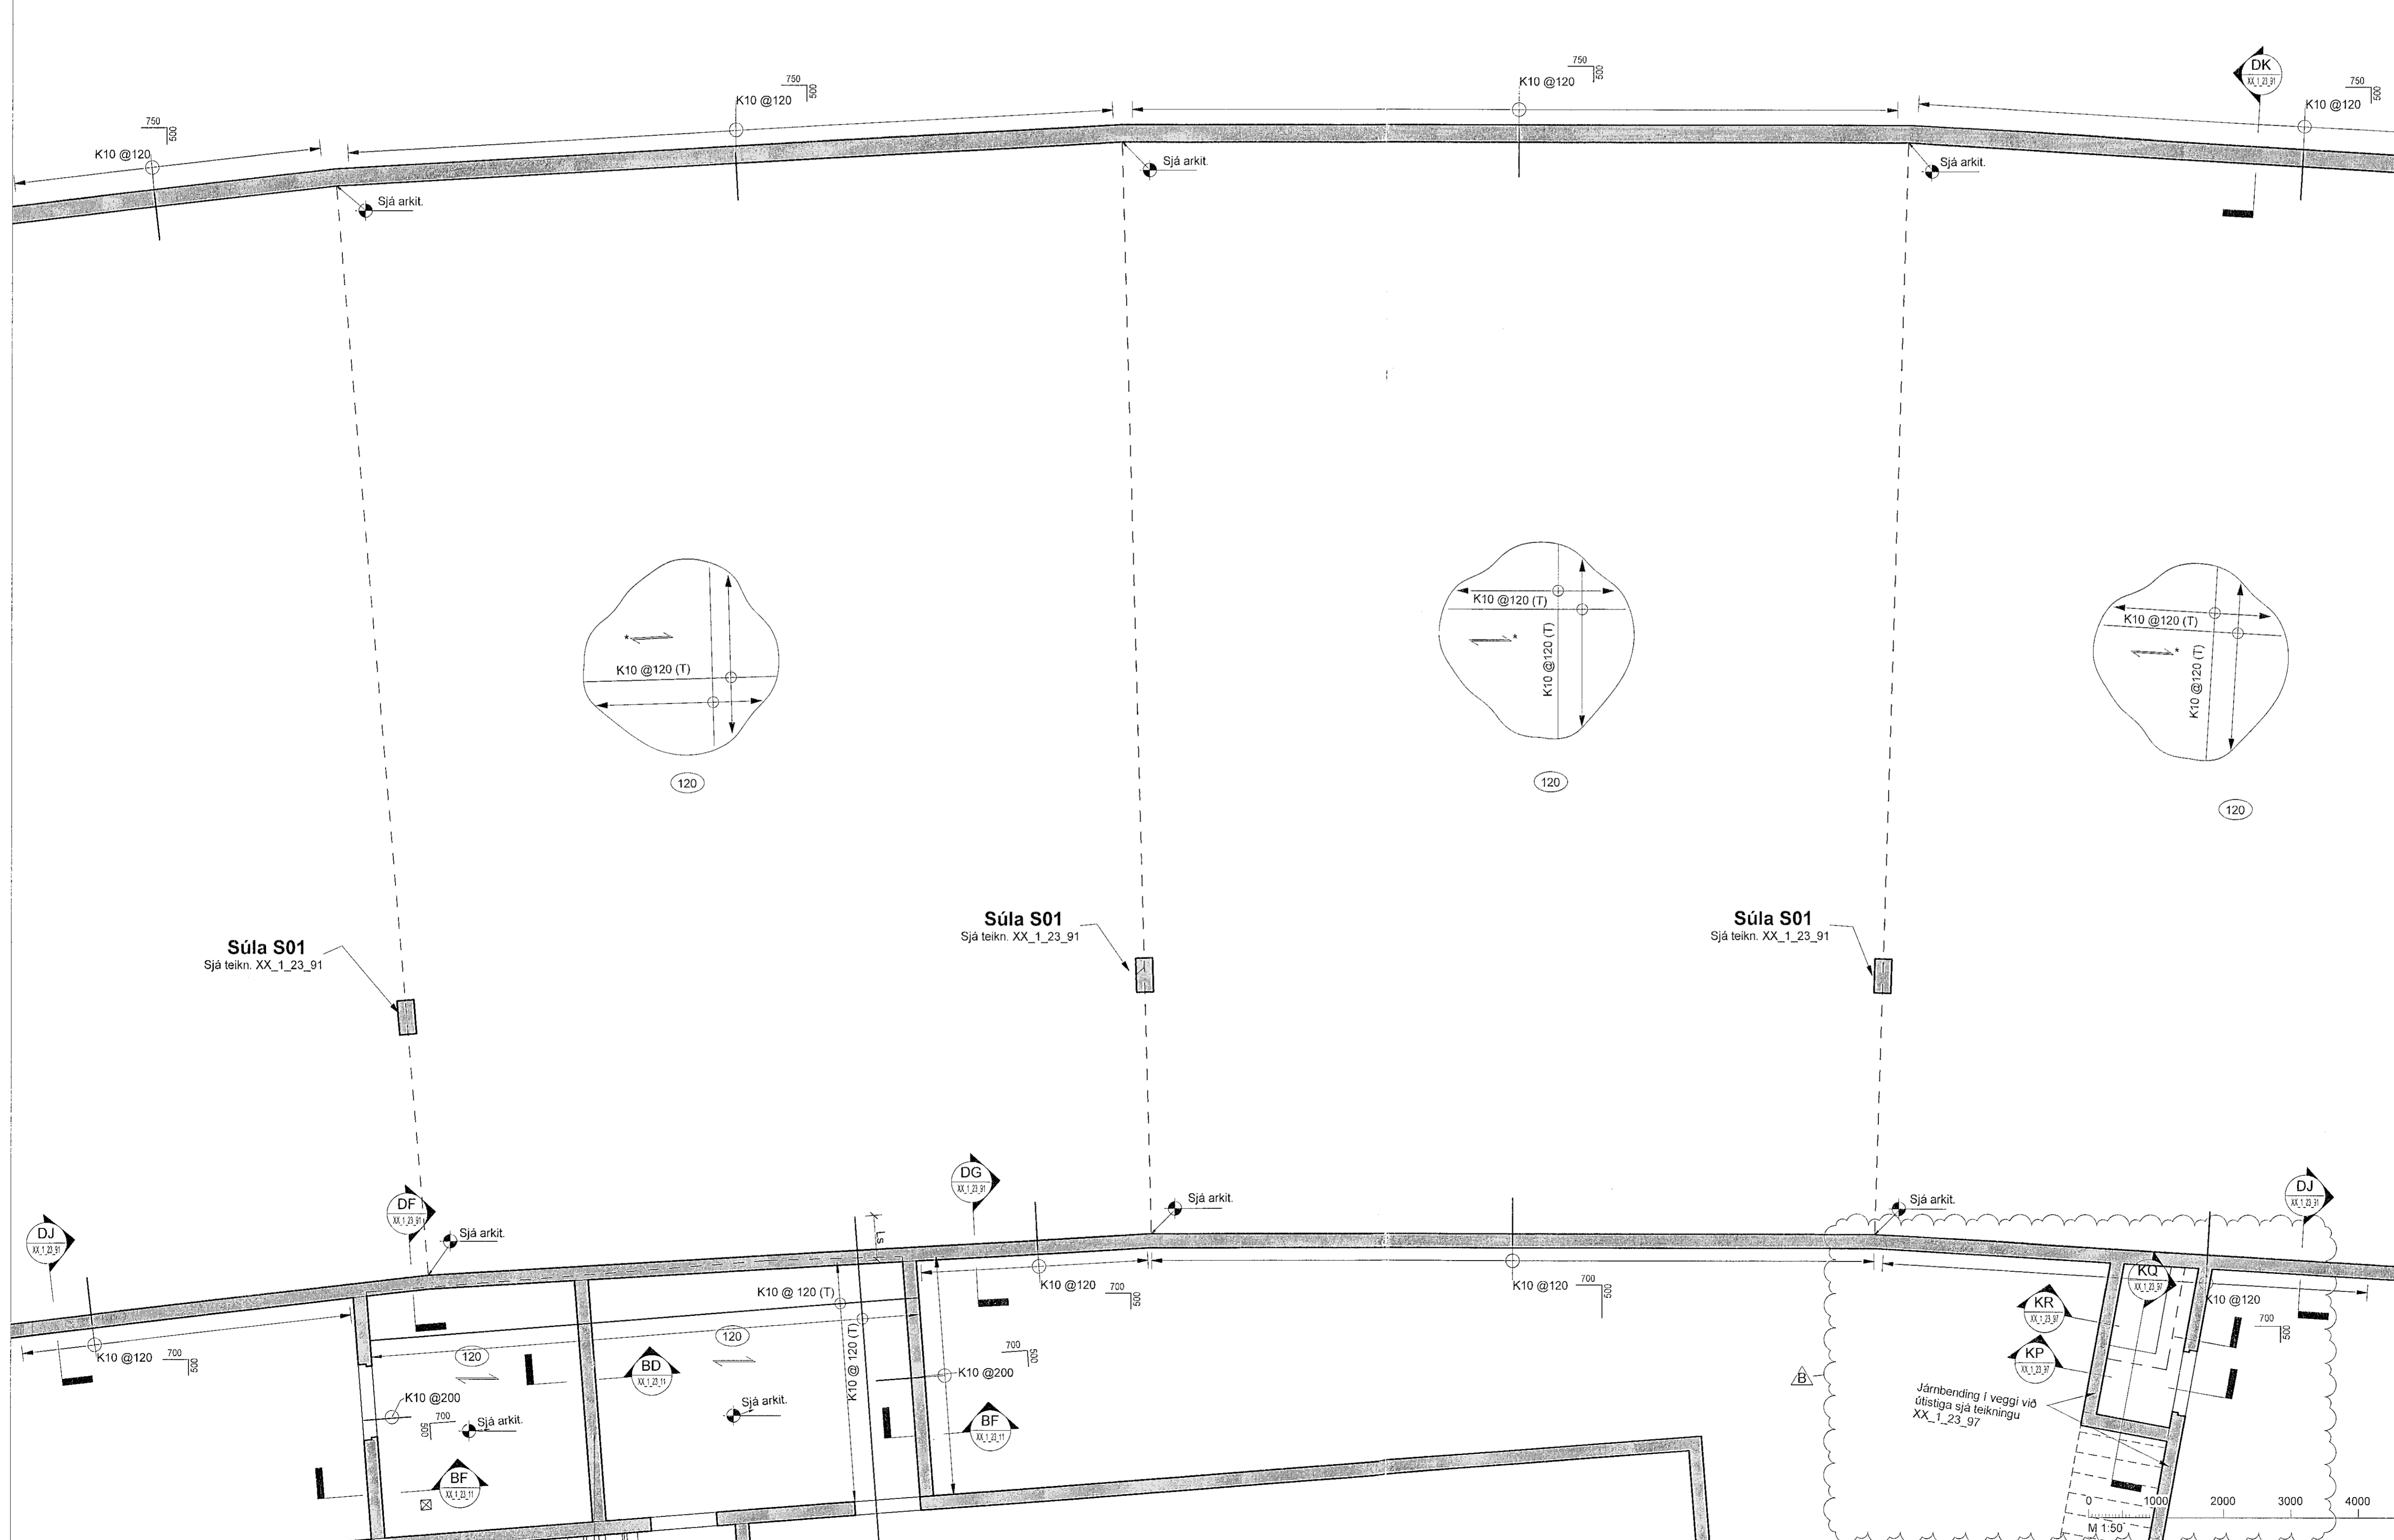 750
500
K10 @120
750
500
K10 @120
750
500
K10 @120
DK
XX_1_23_91
750
500
K10 @120
Sjá arkit.
Sjá arkit.
Sjá arkit.
K10 @120 (T)
120
K10 @120 (T)
K10 @120 (T)
120
K10 @120 (T)
K10 @120 (T)
120
Súla S01
Sjá teikn. XX_1_23_91
Súla S01
Sjá teikn. XX_1_23_91
Súla S01
Sjá teikn. XX_1_23_91
DJ
XX_1_23_91
DF
XX_1_23_91
Sjá arkit.
DG
XX_1_23_91
Sjá arkit.
Sjá arkit.
DJ
XX_1_23_91
Ls
K10 @120
700
500
K10 @ 120 (T)
K10 @ 120 (T)
120
120
K10 @120
700
500
K10 @120
700
500
K10 @120
700
500
K10 @200
700
500
Sjá arkit.
BD
XX_1_23_11
Sjá arkit.
700
500
K10 @200
BF
XX_1_23_11
BF
XX_1_23_11
KQ
XX_1_23_97
KR
XX_1_23_97
KP
XX_1_23_97
B
Járnbending í veggi við
útistiga sjá teikningu
XX_1_23_97
0 1000 2000 3000 4000
M 1:50